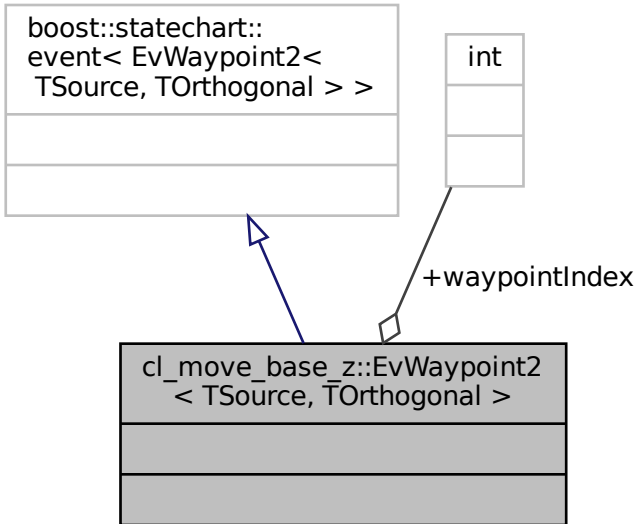 boost::statechart::
event< EvWaypoint2<
TSource, TOrthogonal > >
int
+waypointIndex
cl_move_base_z::EvWaypoint2
< TSource, TOrthogonal >